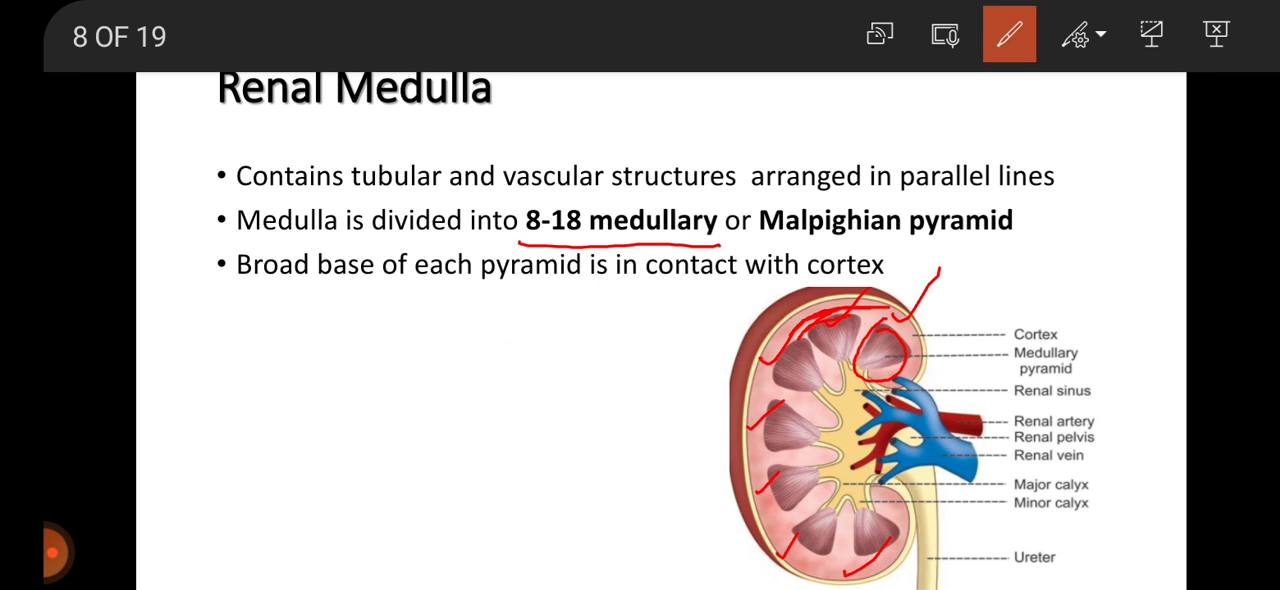 8 OF 19
Renal Medulla
• Contains tubular and vascular structures arranged in parallel lines
• Medulla is divided into 8-18 medullary or Malpighian pyramid
• Broad base of each pyramid is in contact with cortex
Cortex
Medullary
pyramid
Renal sinus
Renal artery
Renal pelvis
Renal vein
Major calyx
Minor calyx
Ureter